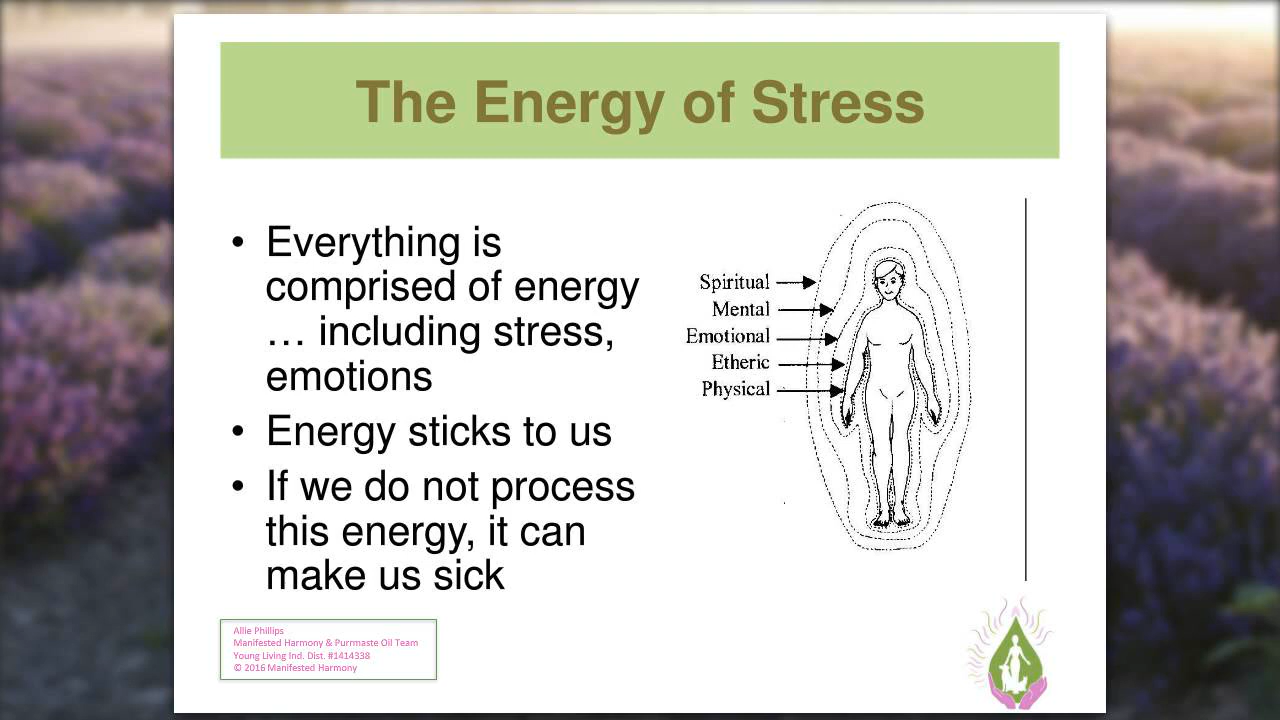 The Energy of Stress
• Everything is
comprised of energy
… including stress,
emotions
• Energy sticks to us
• If we do not process
this energy, it can
make us sick
Spiritual
Mental
Emotional
Etheric
Physical
Allie Phillips
Manifested Harmony & Purrmaste Oil Team
Young Living Ind. Dist. #1414338
© 2016 Manifested Harmony